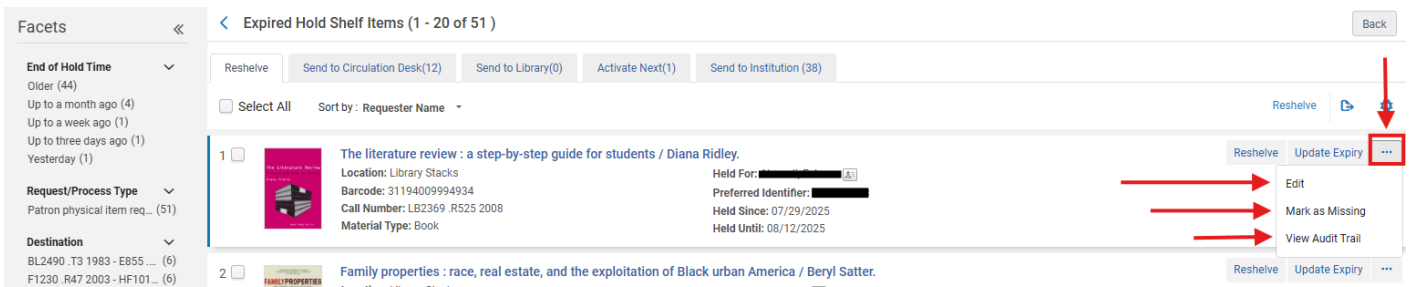 Facets
End of Hold Time
Older (44)
Up to a month ago (4)
Up to a week ago (1)
Up to three days ago (1)
Yesterday (1)
Request/Process Type
Patron physical item req... (51)
Destination
BL2490 .T3 1983 - E855 .... (6)
F1230 .R47 2003 - HF101... (6)
Expired Hold Shelf Items (1 - 20 of 51 )
Back
Reshelve Send to Circulation Desk(12) Send to Library(0) Activate Next(1) Send to Institution (38)
Select All Sort by : Requester Name
Reshelve
1
The Literature Review
The literature review : a step-by-step guide for students / Diana Ridley.
Location: Library Stacks
Barcode: 31194009994934
Call Number: LB2369 .R525 2008
Material Type: Book
Held For:
Preferred Identifier:
Held Since: 07/29/2025
Held Until: 08/12/2025
Reshelve Update Expiry ...
Edit
Mark as Missing
View Audit Trail
2
FAMILY PROPERTIES
Family properties : race, real estate, and the exploitation of Black urban America / Beryl Satter.
Reshelve Update Expiry ...